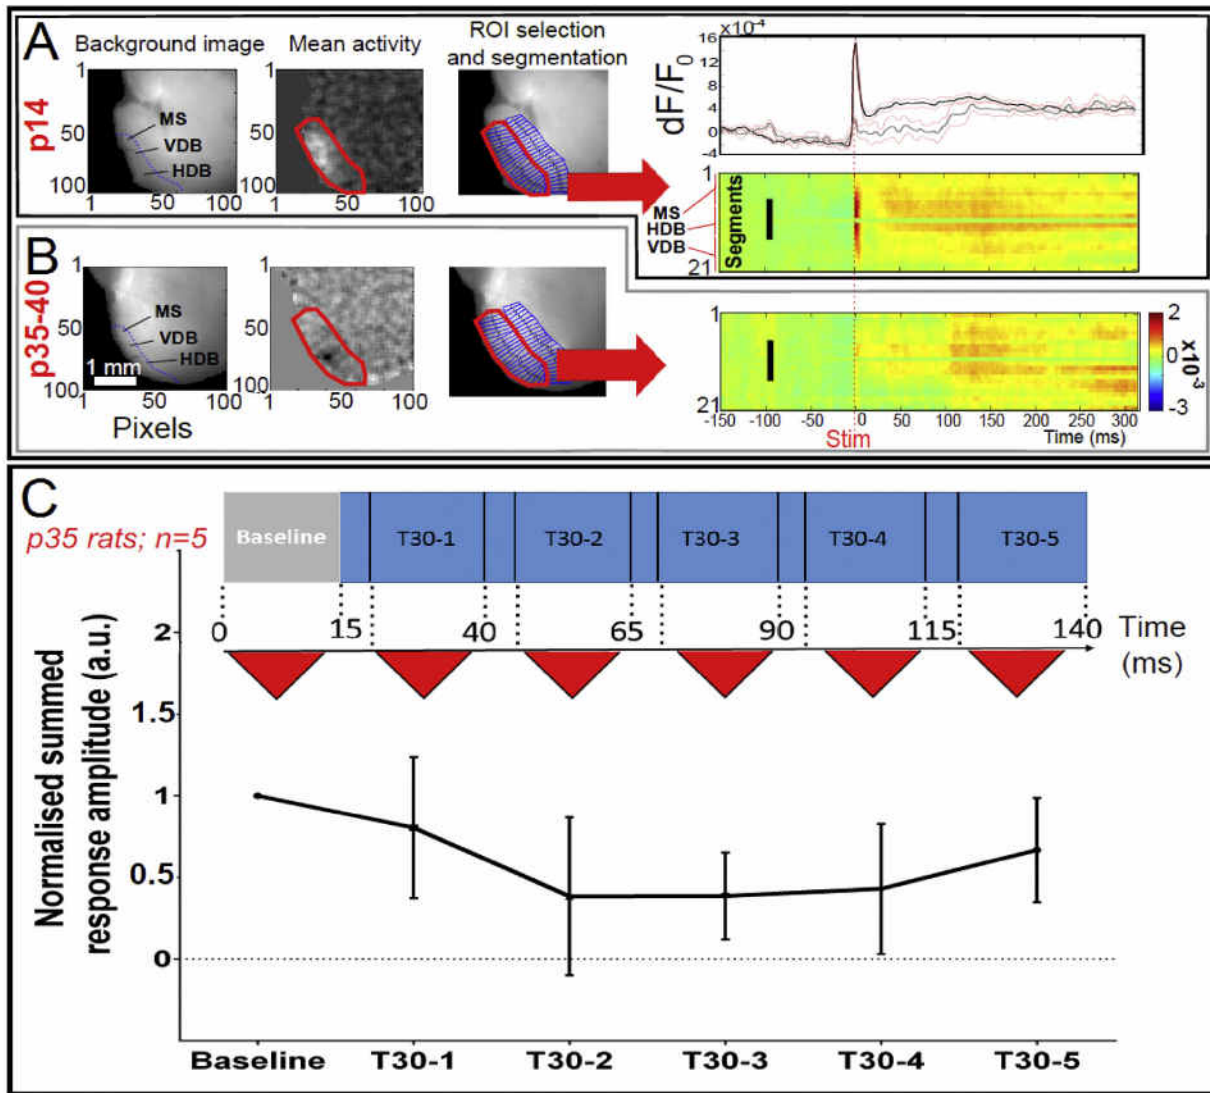 A
Background image
Mean activity
ROI selection
and segmentation
p14
1
50
100
MS
VDB
HDB
1 50 100
1
50
100
1 50 100
dF/F0
×10-4
16
12
8
4
0
-4
MS
HDB
VDB
1
Segments
21
B
p35-40
1
50
100
MS
VDB
HDB
1 mm
1 50 100
Pixels
1
50
100
1 50 100
1
21
-150 -100 -50 0 50 100 150 200 250 300
Stim
Time (ms)
2
0
-3
x10-3
C
p35 rats; n=5
Baseline T30-1 T30-2 T30-3 T30-4 T30-5
0 15 40 65 90 115 140 Time
(ms)
Normalised summed
response amplitude (a.u.)
2
1.5
1
0.5
0
Baseline T30-1 T30-2 T30-3 T30-4 T30-5